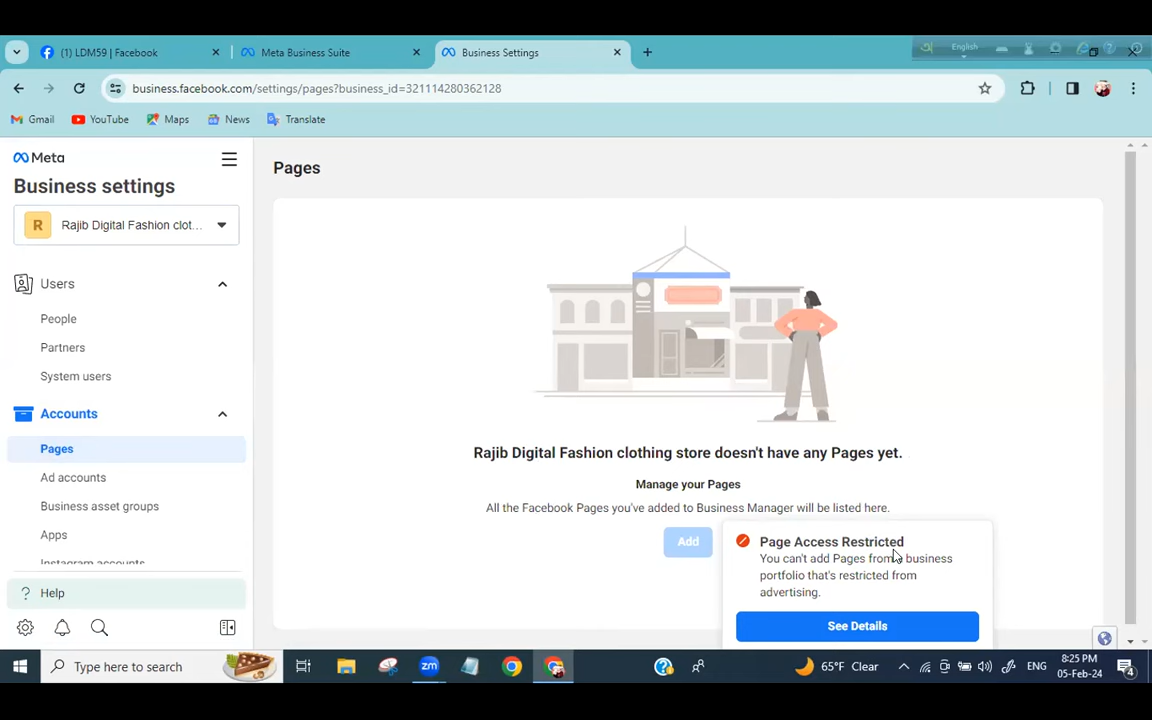 (1) LDM59 | Facebook
Meta Business Suite
Business Settings
English
business.facebook.com/settings/pages?business_id=321114280362128
Gmail
YouTube
Maps
News
Translate
Meta
Business settings
R
Rajib Digital Fashion clot...
Users
People
Partners
System users
Accounts
Pages
Ad accounts
Business asset groups
Apps
Instagram accounts
Help
Pages
Rajib Digital Fashion clothing store doesn't have any Pages yet.
Manage your Pages
All the Facebook Pages you've added to Business Manager will be listed here.
Add
Page Access Restricted
You can't add Pages from a business
portfolio that's restricted from
advertising.
See Details
Type here to search
zm
65°F Clear
ENG
8:25 PM
05-Feb-24
4